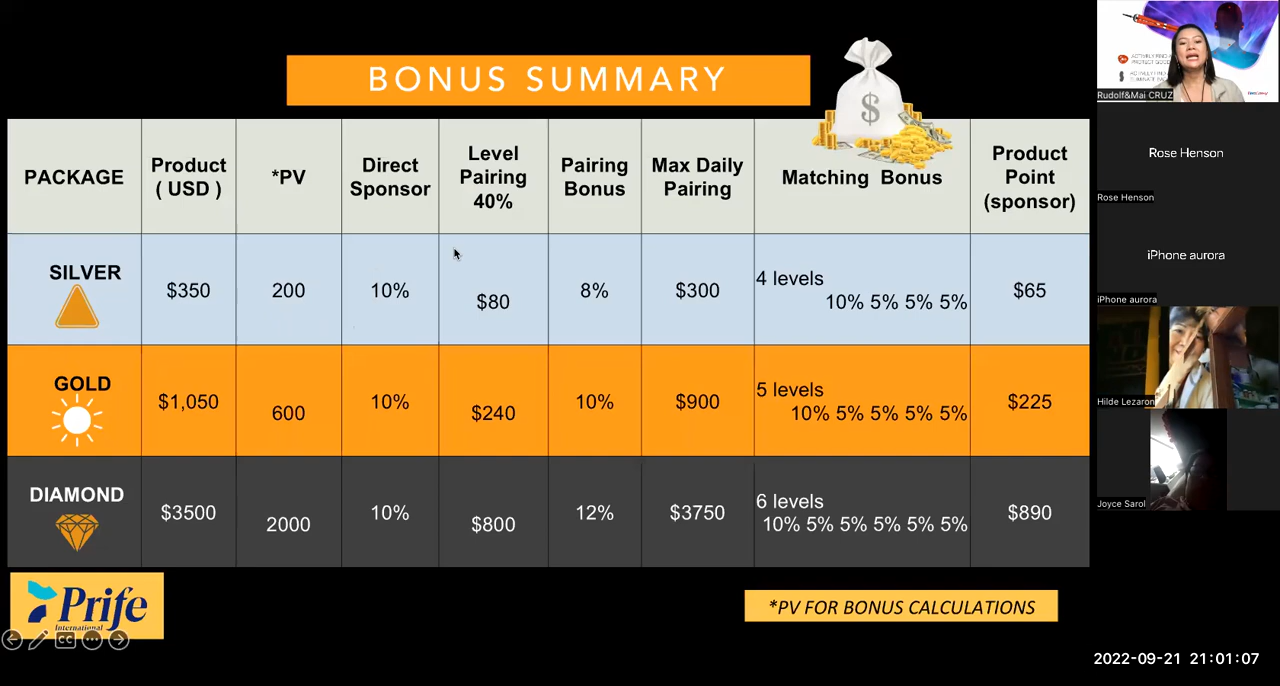 BONUS SUMMARY
$
PACKAGE
Product
( USD )
*PV
Direct
Sponsor
Level
Pairing
40%
Pairing
Bonus
Max Daily
Pairing
Matching Bonus
Product
Point
(sponsor)
SILVER
$350
200
10%
$80
8%
$300
4 levels
10% 5% 5% 5%
$65
GOLD
$1,050
600
10%
$240
10%
$900
5 levels
10% 5% 5% 5% 5%
$225
DIAMOND
$3500
2000
10%
$800
12%
$3750
6 levels
10% 5% 5% 5% 5% 5%
$890
Prife
International
CC
*PV FOR BONUS CALCULATIONS
Rudolf&Mai CRUZ
Rose Henson
Rose Henson
iPhone aurora
iPhone aurora
Hilde Lezaron
Joyce Sarol
2022-09-21 21:01:07